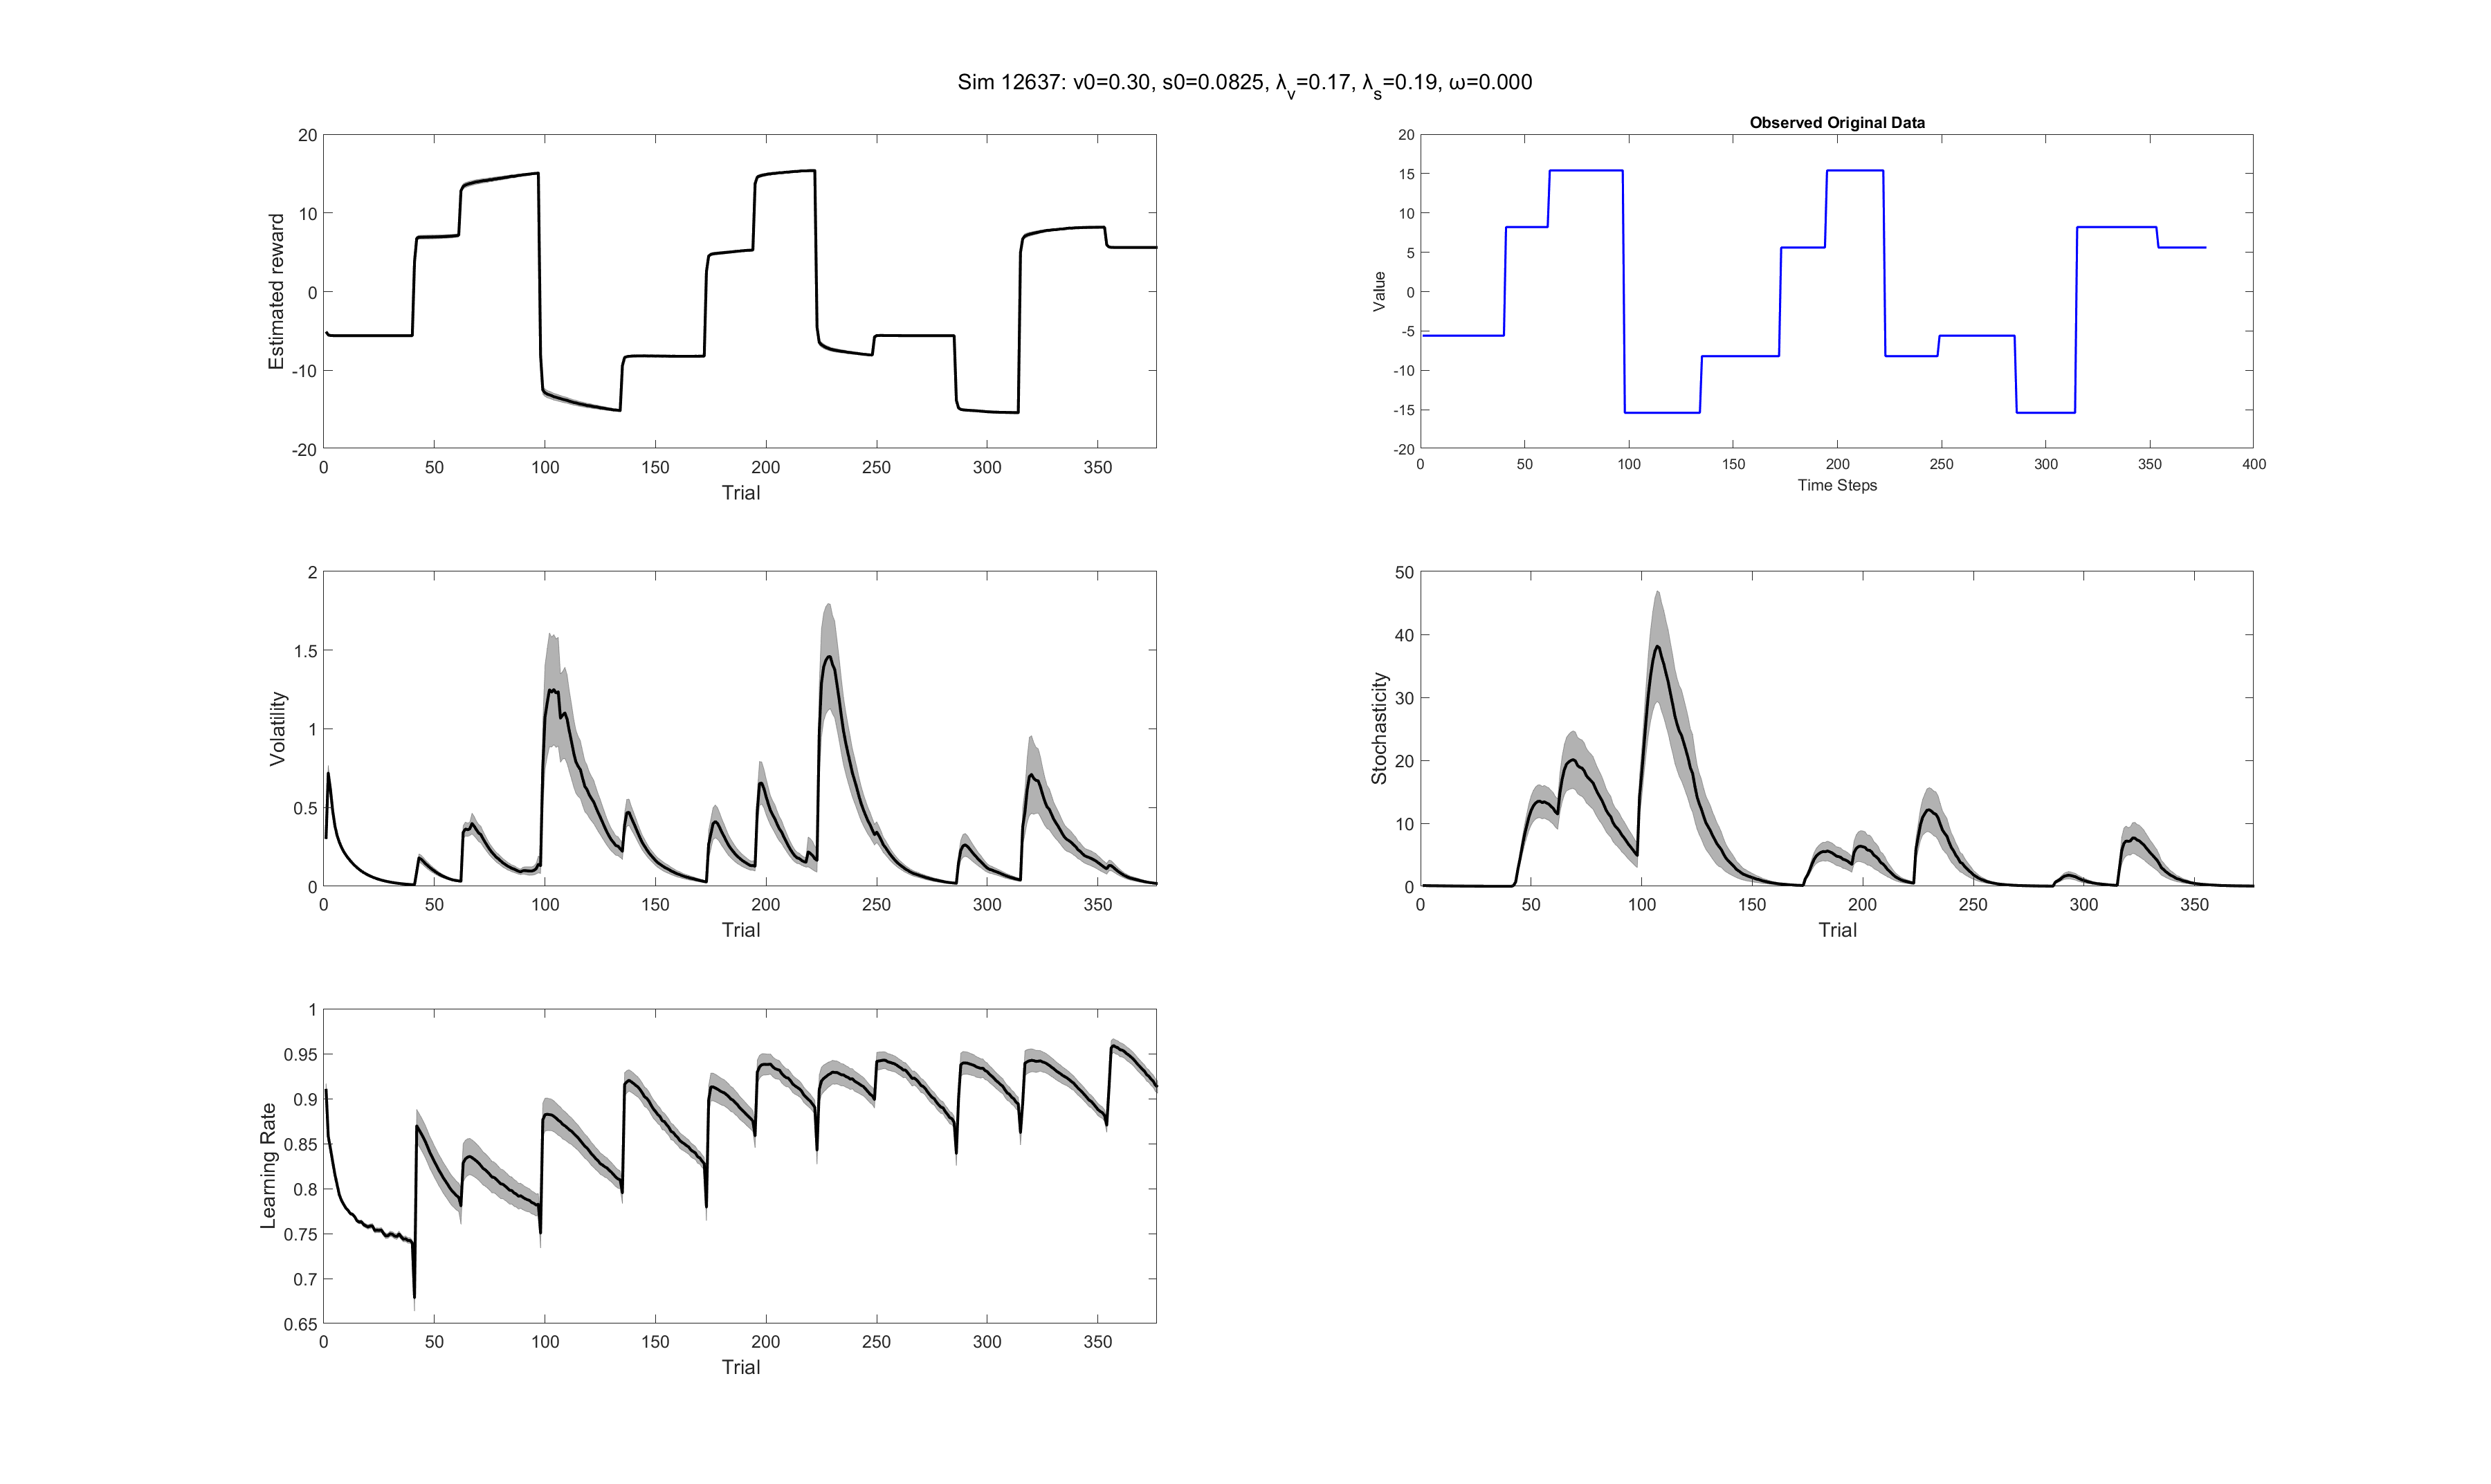 Sim 12637: v0=0.30, s0=0.0825, λv=0.17, λs=0.19, ω=0.000
20
10
0
-10
-20
Estimated reward
0 50 100 150 200 250 300 350
Trial
Observed Original Data
20
15
10
5
0
-5
-10
-15
-20
Value
0 50 100 150 200 250 300 350 400
Time Steps
2
1.5
1
0.5
0
Volatility
0 50 100 150 200 250 300 350
Trial
50
40
30
20
10
0
Stochasticity
0 50 100 150 200 250 300 350
Trial
1
0.95
0.9
0.85
0.8
0.75
0.7
0.65
Learning Rate
0 50 100 150 200 250 300 350
Trial